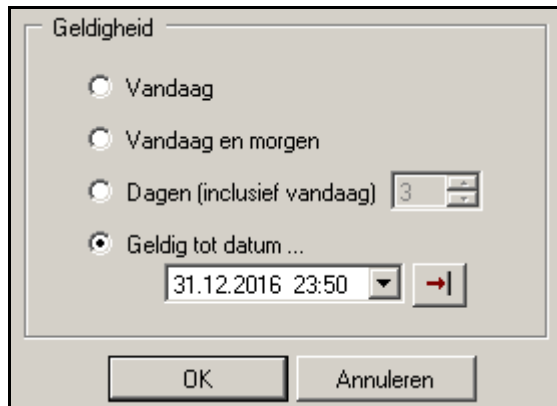 Geldigheid
Vandaag
Vandaag en morgen
Dagen (inclusief vandaag) 3
Geldig tot datum ...
31.12.2016 23:50
OK Annuleren